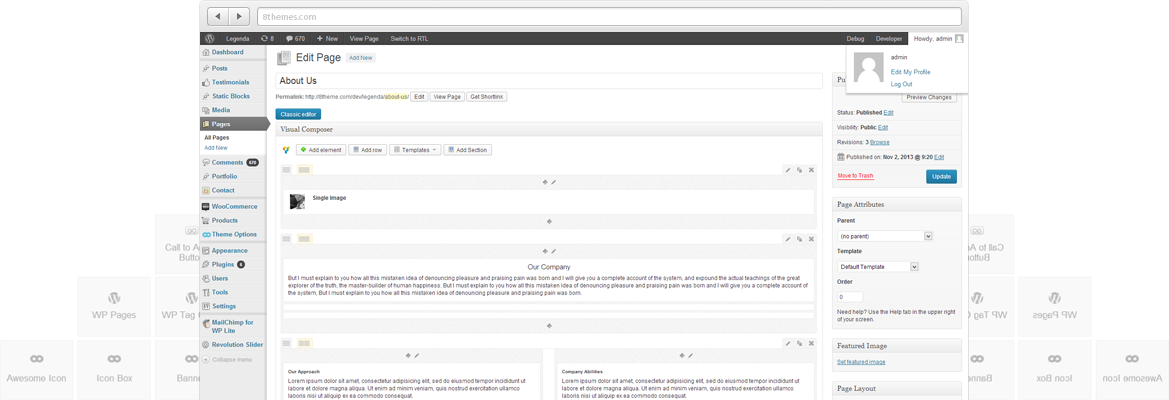 8themes.com
Legenda 8 670 New View Page Switch to RTL Debug Developer Howdy, admin
Dashboard
Posts
Testimonials
Static Blocks
Media
Pages
All Pages
Add New
Comments 670
Portfolio
Contact
WooCommerce
Products
Theme Options
Appearance
Plugins 6
Users
Tools
Settings
MailChimp for
WP Lite
Revolution Slider
Collapse menu
Edit Page Add New
About Us
Permalink: http://8theme.com/dev/legenda/about-us/ Edit View Page Get Shortlink
Classic editor
Visual Composer
Add element Add row Templates Add Section
Single Image
Our Company
But I must explain to you how all this mistaken idea of denouncing pleasure and praising pain was born and I will give you a complete account of the system, and expound the actual teachings of the great
explorer of the truth, the master-builder of human happiness. But I must explain to you how all this mistaken idea of denouncing pleasure and praising pain was born and I will give you a complete account of the
system, But I must explain to you how all this mistaken idea of denouncing pleasure and praising pain was born.
Our Approach
Lorem ipsum dolor sit amet, consectetur adipisicing elit, sed do eiusmod tempor incididunt ut
labore et dolore magna aliqua. Ut enim ad minim veniam, quis nostrud exercitation ullamco
laboris nisi ut aliquip ex ea commodo consequat.
Company Abilities
Lorem ipsum dolor sit amet, consectetur adipisicing elit, sed do eiusmod tempor incididunt ut
labore et dolore magna aliqua. Ut enim ad minim veniam, quis nostrud exercitation ullamco
laboris nisi ut aliquip ex ea commodo consequat.
admin
Edit My Profile
Log Out
Pu
Preview Changes
Status: Published Edit
Visibility: Public Edit
Revisions: 3 Browse
Published on: Nov 2, 2013 @ 9:20 Edit
Move to Trash Update
Page Attributes
Parent
(no parent)
Template
Default Template
Order
0
Need help? Use the Help tab in the upper right
of your screen.
Featured Image
Set featured image
Page Layout
Call to A
Button
WP Pages
WP Tag C
Awesome Icon
Icon Box
Banne
Call to Ac
Button
WP Tag C
WP Pages
Banne
Icon Box
Awesome Icon